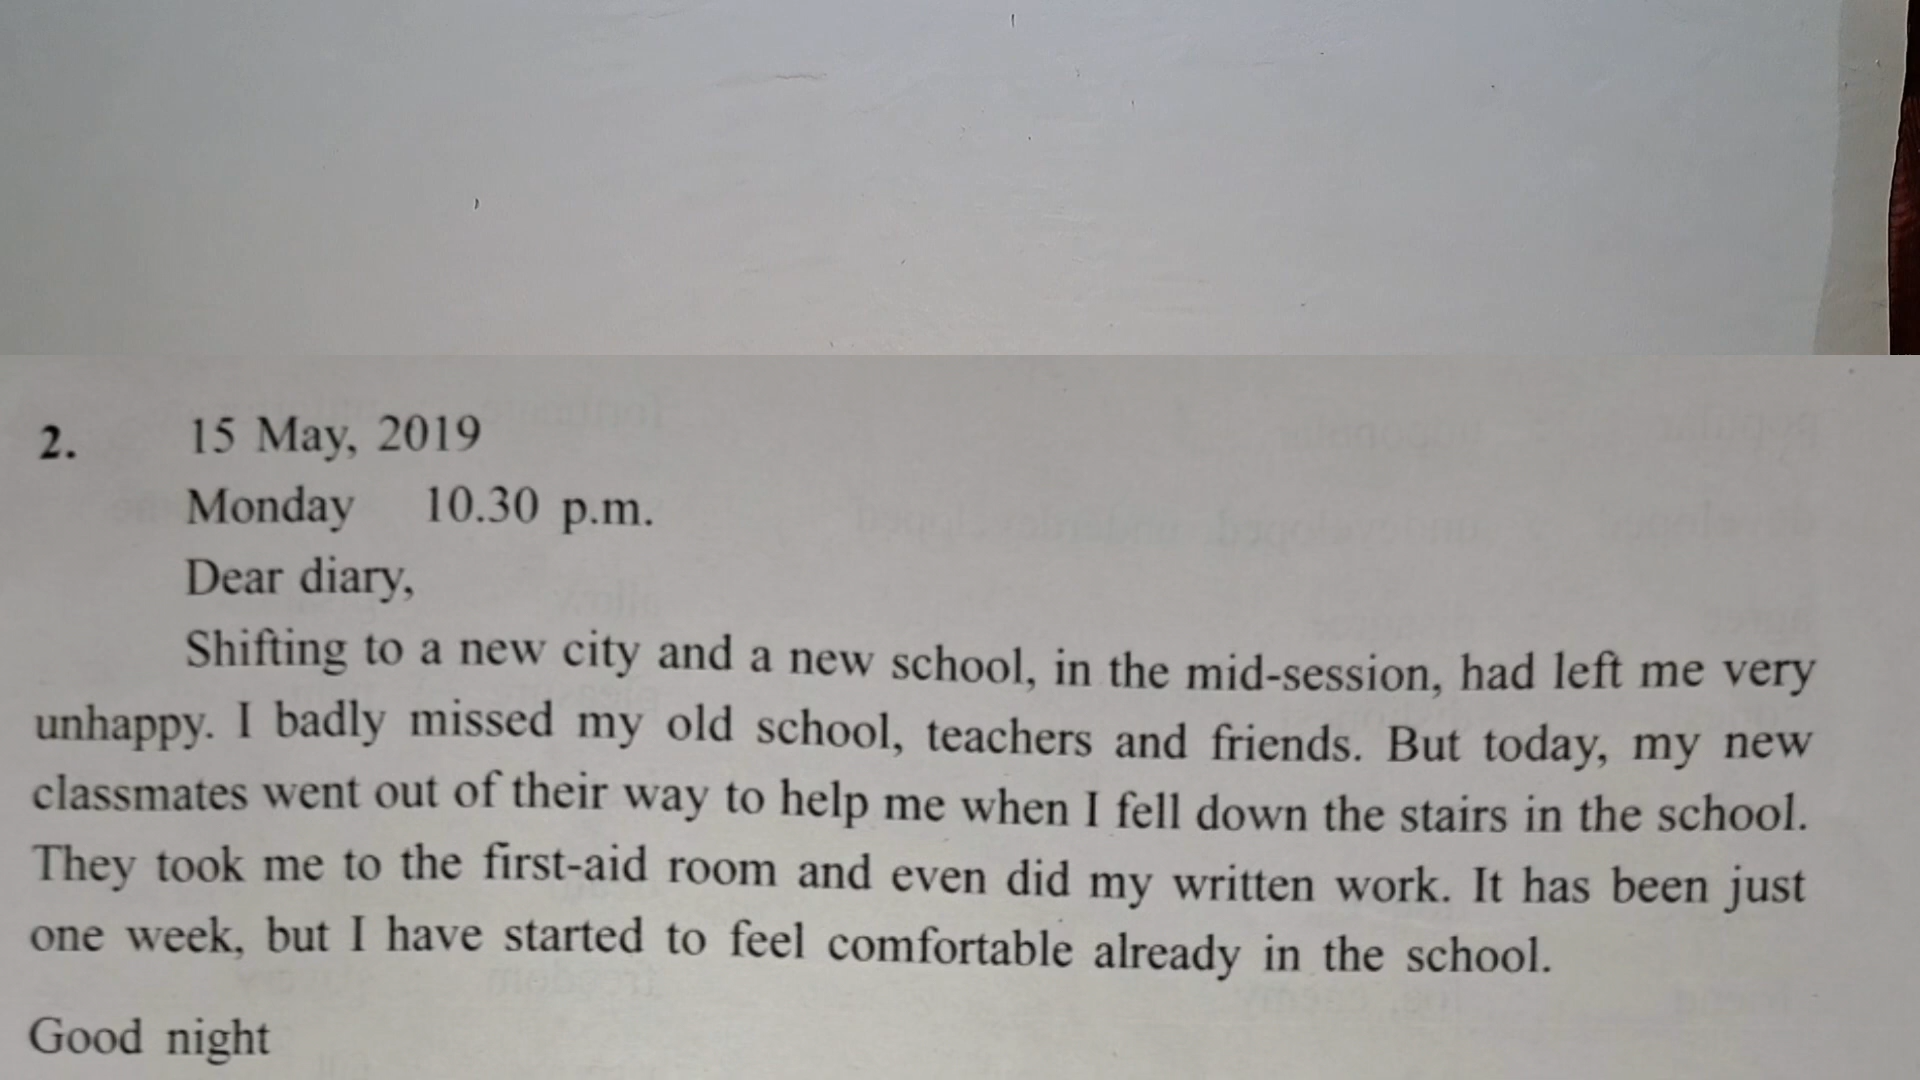 2. 15 May, 2019
Monday 10.30 p.m.
Dear diary,
Shifting to a new city and a new school, in the mid-session, had left me very
unhappy. I badly missed my old school, teachers and friends. But today, my new
classmates went out of their way to help me when I fell down the stairs in the school.
They took me to the first-aid room and even did my written work. It has been just
one week, but I have started to feel comfortable already in the school.
Good night